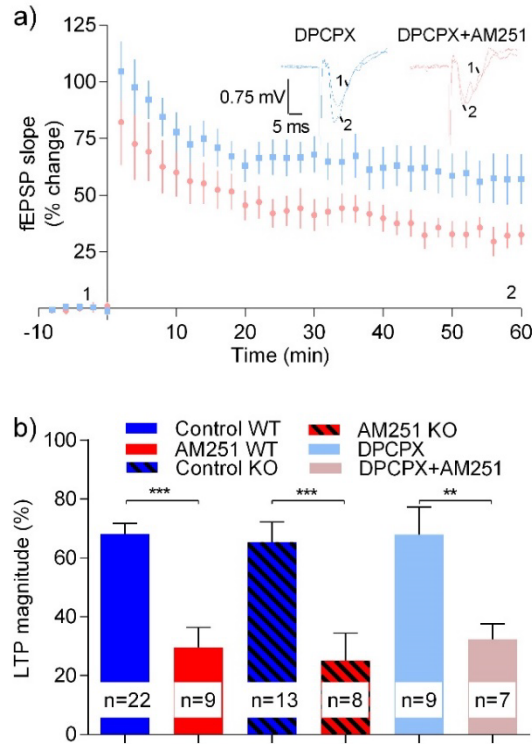 a)
125
100
75
50
25
fEPSP slope
(% change)
DPCPX
DPCPX+AM251
0.75 mV
5 ms
1
2
1
2
1
2
-10
0
10
20
30
40
50
60
Time (min)
b)
100
80
60
40
20
0
LTP magnitude (%)
Control WT
AM251 WT
Control KO
AM251 KO
DPCPX
DPCPX+AM251
***
***
**
n=22
n=9
n=13
n=8
n=9
n=7